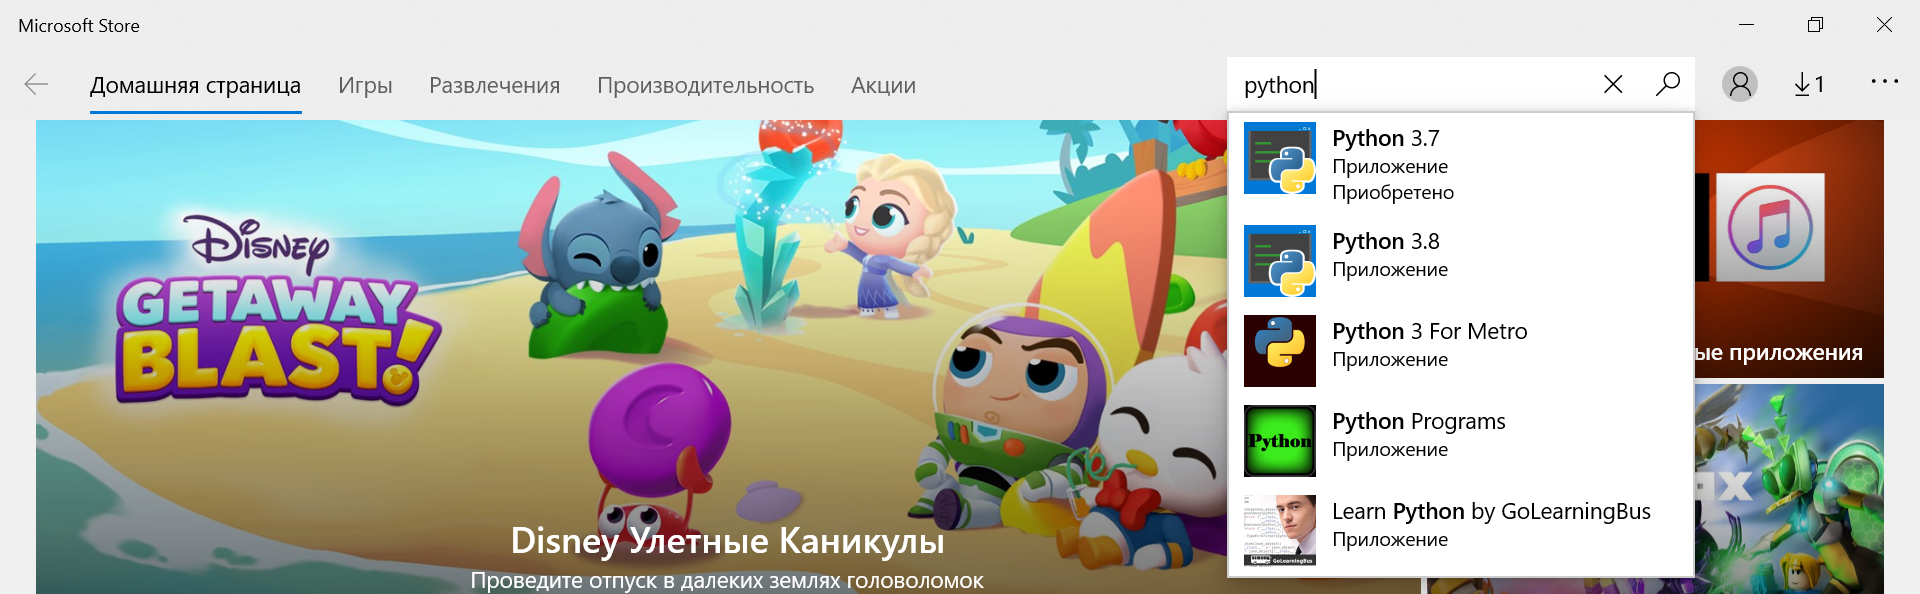 Microsoft Store
Домашняя страница
Игры
Развлечения
Производительность
Акции
python
1
Python 3.7
Приложение
Приобретено
Python 3.8
Приложение
Python 3 For Metro
Приложение
Python
Python Programs
Приложение
Learn Python by GoLearningBus
Приложение
GoLearningBus
Disney
GETAWAY
BLAST!
Disney Улетные Каникулы
Проведите отпуск в далеких землях головоломок
ые приложения